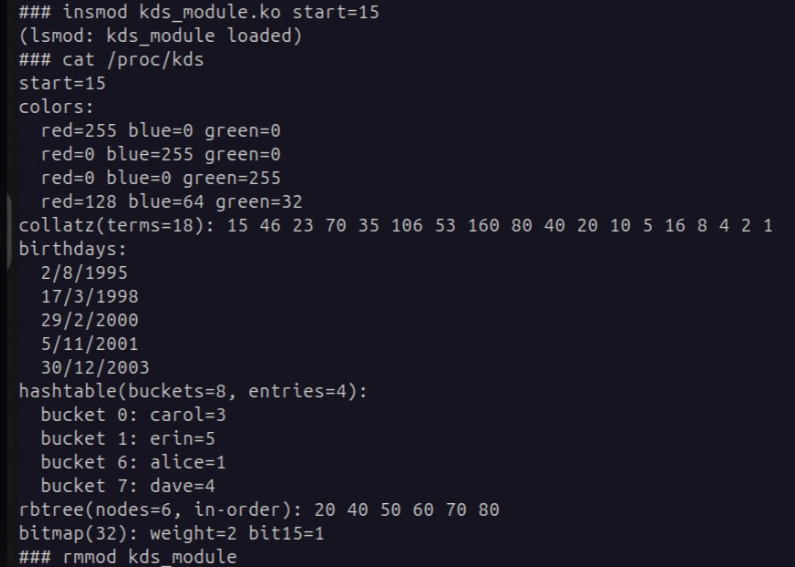 ### insmod kds_module.ko start=15
(lsmod: kds_module loaded)
### cat /proc/kds
start=15
colors:
  red=255 blue=0 green=0
  red=0 blue=255 green=0
  red=0 blue=0 green=255
  red=128 blue=64 green=32
collatz(terms=18): 15 46 23 70 35 106 53 160 80 40 20 10 5 16 8 4 2 1
birthdays:
  2/8/1995
  17/3/1998
  29/2/2000
  5/11/2001
  30/12/2003
hashtable(buckets=8, entries=4):
  bucket 0: carol=3
  bucket 1: erin=5
  bucket 6: alice=1
  bucket 7: dave=4
rbtree(nodes=6, in-order): 20 40 50 60 70 80
bitmap(32): weight=2 bit15=1
### rmmod kds_module